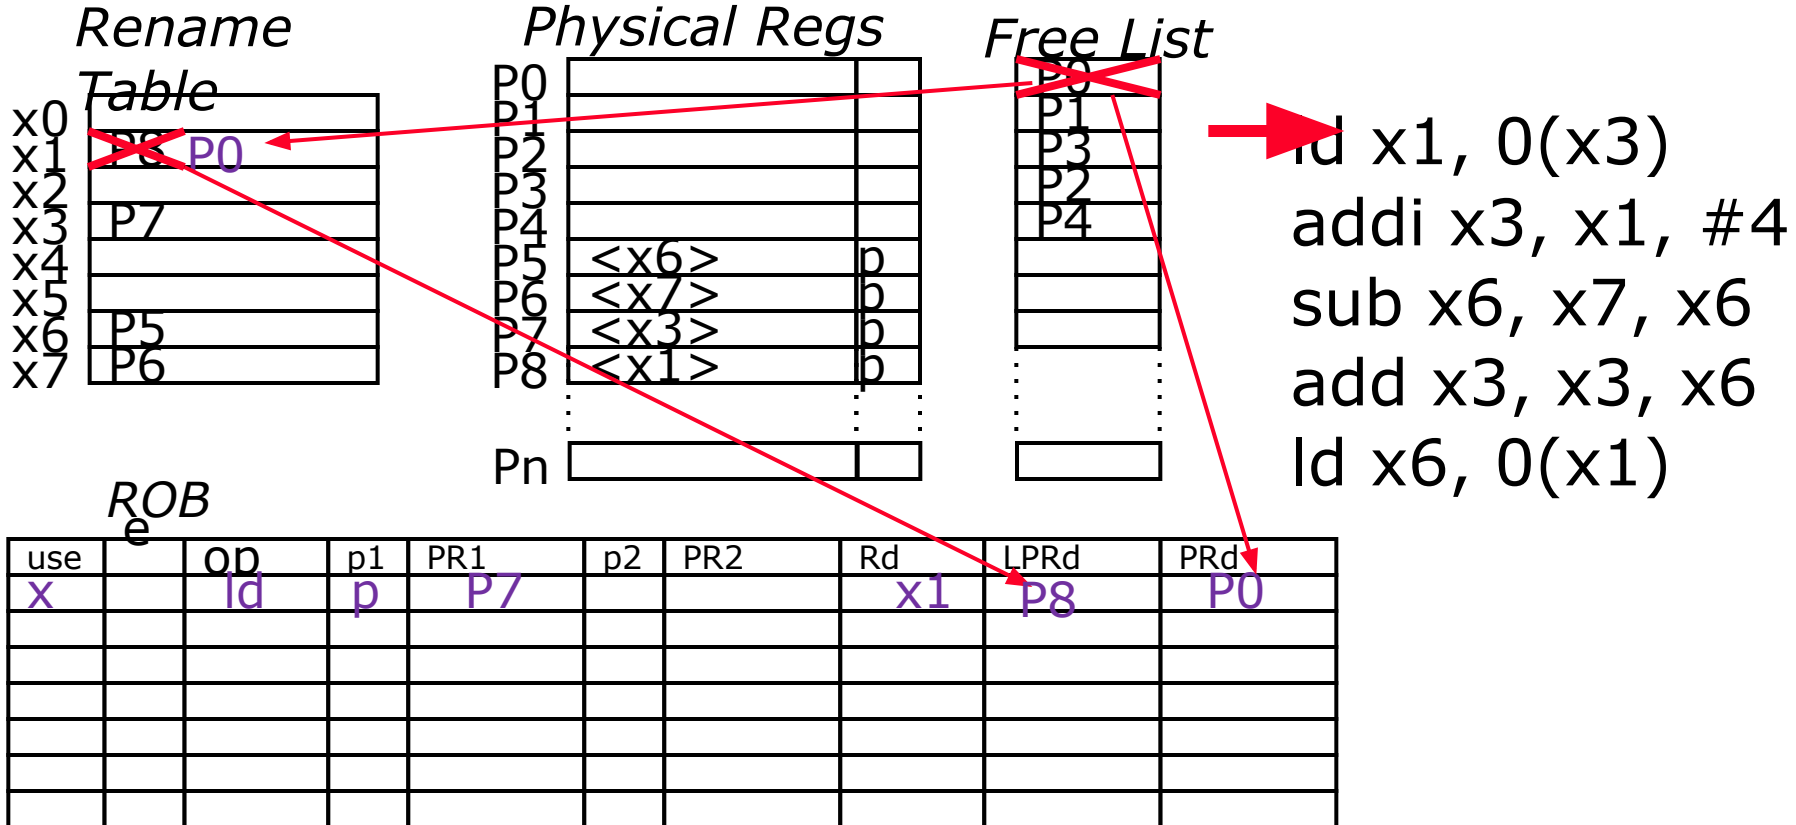 Rename
Table
x0
x1 P8 P0
x2
x3 P7
x4
x5
x6 P5
x7 P6
Physical Regs
P0
P1
P2
P3
P4
P5 <x6> p
P6 <x7> p
P7 <x3> p
P8 <x1> p
Pn
Free List
P0
P1
P3
P2
P4
ld x1, 0(x3)
addi x3, x1, #4
sub x6, x7, x6
add x3, x3, x6
ld x6, 0(x1)
ROB
use e op p1 PR1 p2 PR2 Rd LPRd PRd
x ld p P7 x1 P8 P0